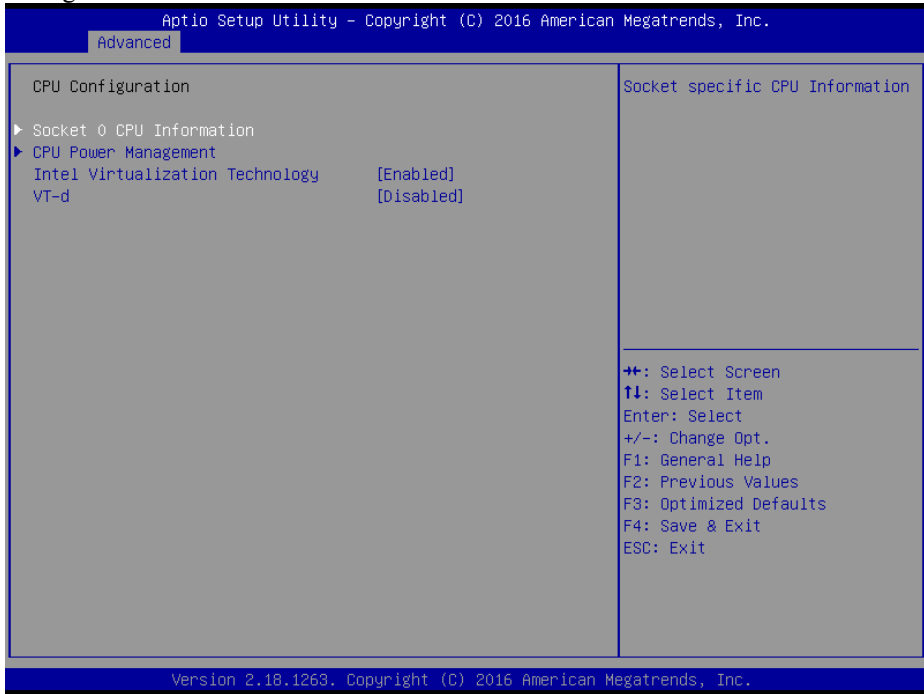 Aptio Setup Utility – Copyright (C) 2016 American Megatrends, Inc.
Advanced
CPU Configuration
Socket 0 CPU Information
CPU Power Management
Intel Virtualization Technology [Enabled]
VT-d [Disabled]
Socket specific CPU Information
→←: Select Screen
↑↓: Select Item
Enter: Select
+/-: Change Opt.
F1: General Help
F2: Previous Values
F3: Optimized Defaults
F4: Save & Exit
ESC: Exit
Version 2.18.1263. Copyright (C) 2016 American Megatrends, Inc.